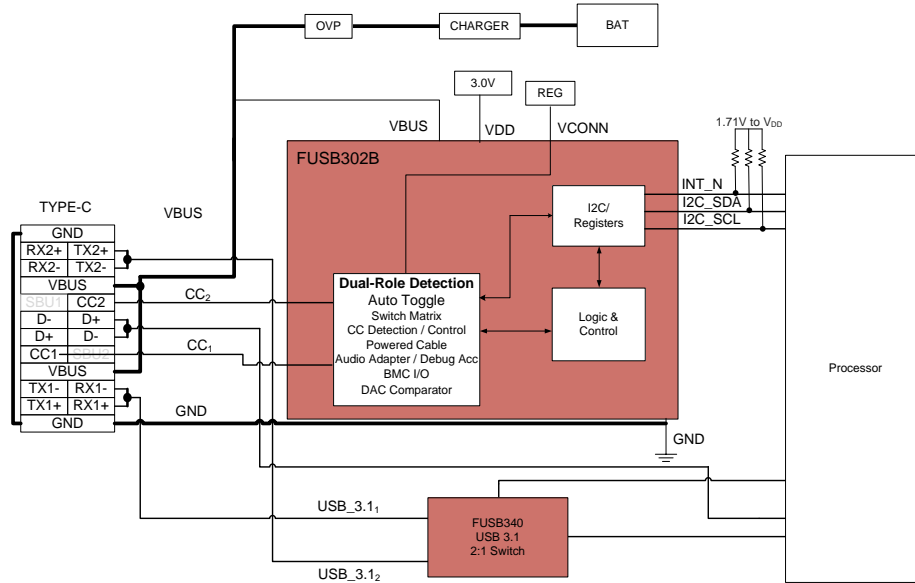 OVP
CHARGER
BAT
3.0V
REG
VBUS
VDD
VCONN
1.71V to VDD
FUSB302B
INT_N
I2C_SDA
I2C_SCL
I2C/
Registers
TYPE-C
VBUS
GND
RX2+ TX2+
RX2- TX2-
VBUS
SBU1 CC2
D- D+
D+ D-
CC1 SBU2
VBUS
TX1- RX1-
TX1+ RX1+
GND
CC2
CC1
GND
Dual-Role Detection
Auto Toggle
Switch Matrix
CC Detection / Control
Powered Cable
Audio Adapter / Debug Acc
BMC I/O
DAC Comparator
Logic &
Control
Processor
GND
USB_3.11
USB_3.12
FUSB340
USB 3.1
2:1 Switch